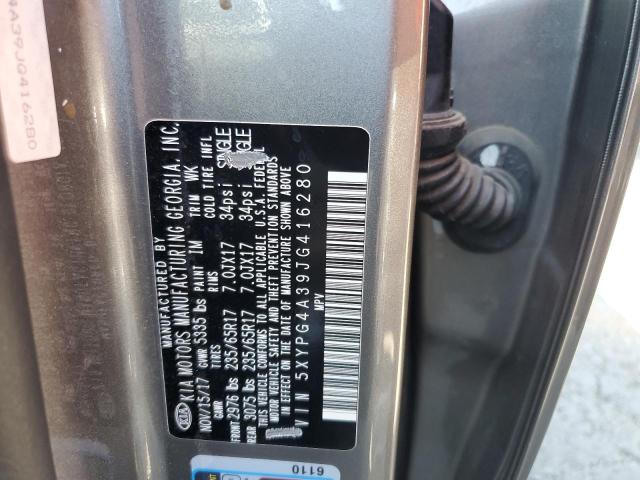 4A39JG416280
MANUFACTURED BY
KIA KIA MOTORS MANUFACTURING GEORGIA, INC.
NOV/15/17 GVWR 5335 lbs PAINT 1M TRIM WK
GAWR TIRES RIMS COLD TIRE INFL
FRONT 2976 lbs 235/65R17 7.0JX17 34psi SINGLE
REAR 3075 lbs 235/65R17 7.0JX17 34psi SINGLE
THIS VEHICLE CONFORMS TO ALL APPLICABLE U.S.A. FEDERAL
MOTOR VEHICLE SAFETY AND THEFT PREVENTION STANDARDS
IN EFFECT ON THE DATE OF MANUFACTURE SHOWN ABOVE
VIN 5XYPG4A39JG416280
MPV
6110